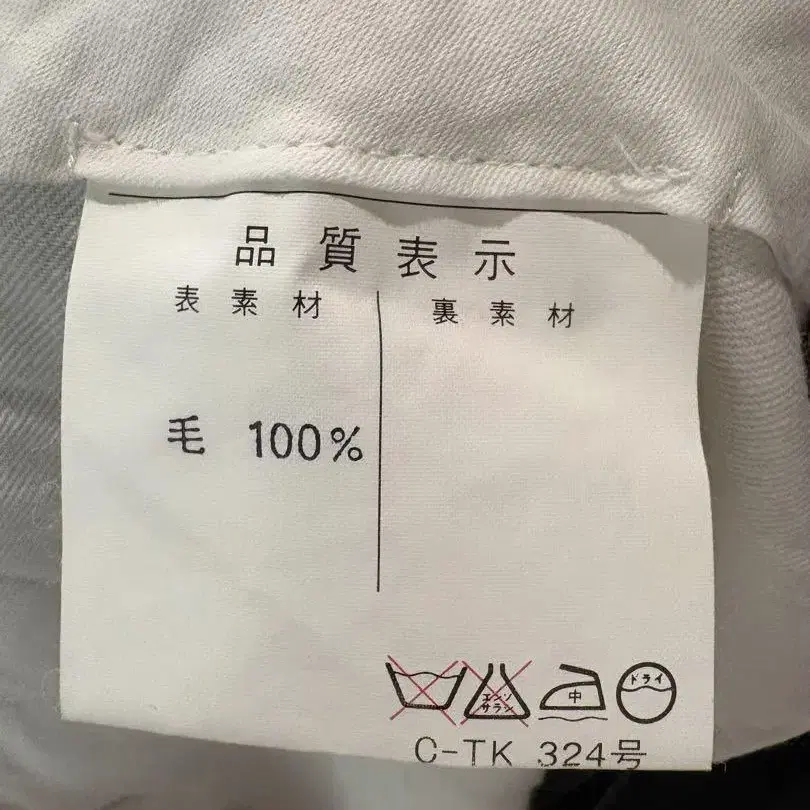 品質表示
表素材 裏素材
毛 100%
中
ドライ
エンソ
サラシ
C-TK 324号